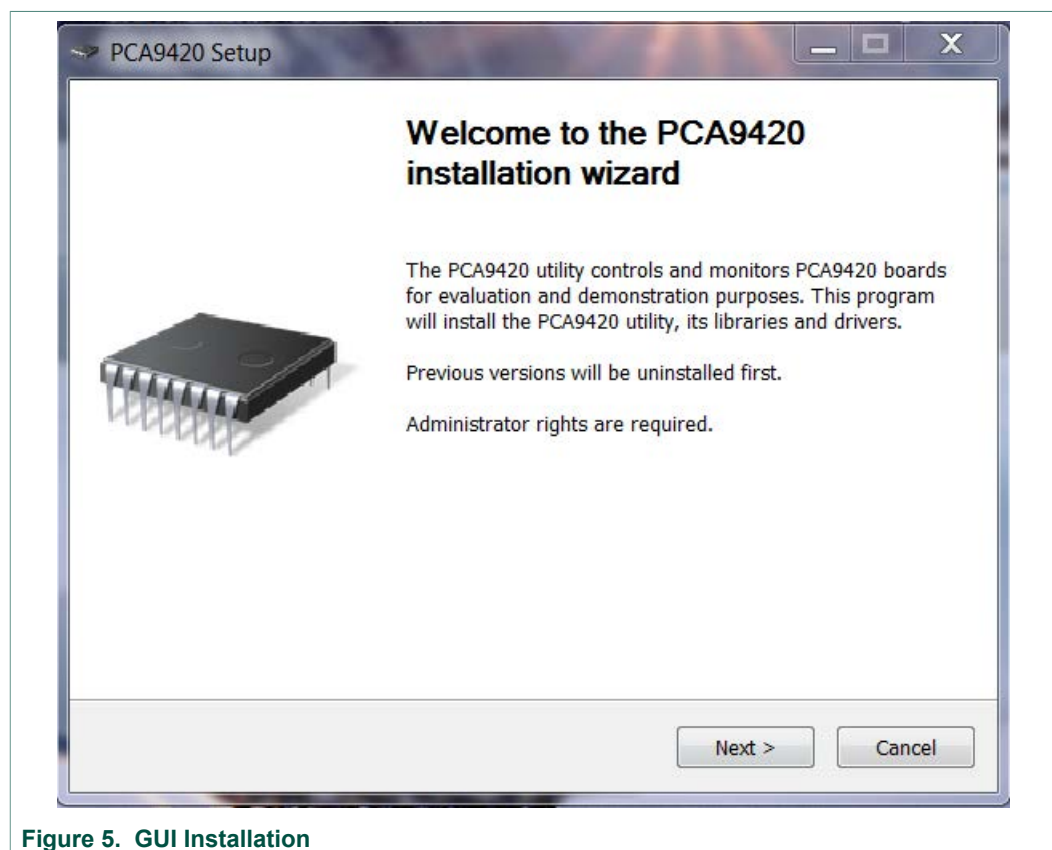 PCA9420 Setup
Welcome to the PCA9420
installation wizard
The PCA9420 utility controls and monitors PCA9420 boards
for evaluation and demonstration purposes. This program
will install the PCA9420 utility, its libraries and drivers.
Previous versions will be uninstalled first.
Administrator rights are required.
Next >
Cancel
Figure 5. GUI Installation